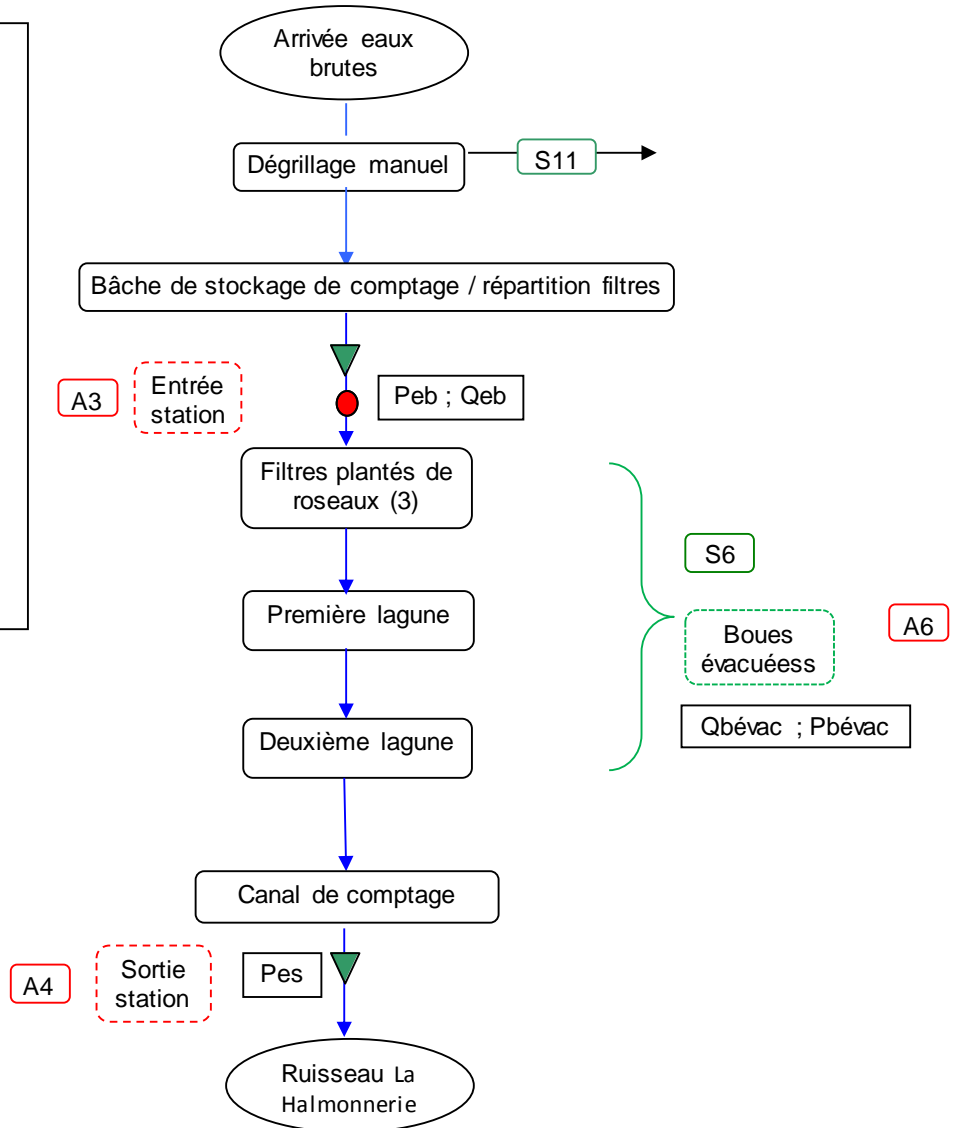 Arrivée eaux
brutes
Dégrillage manuel
S11
Bâche de stockage de comptage / répartition filtres
A3
Entrée
station
Peb ; Qeb
Filtres plantés de
roseaux (3)
S6
Première lagune
Boues
évacuéess
A6
Qbévac ; Pbévac
Deuxième lagune
Canal de comptage
A4
Sortie
station
Pes
Ruisseau La
Halmonnerie